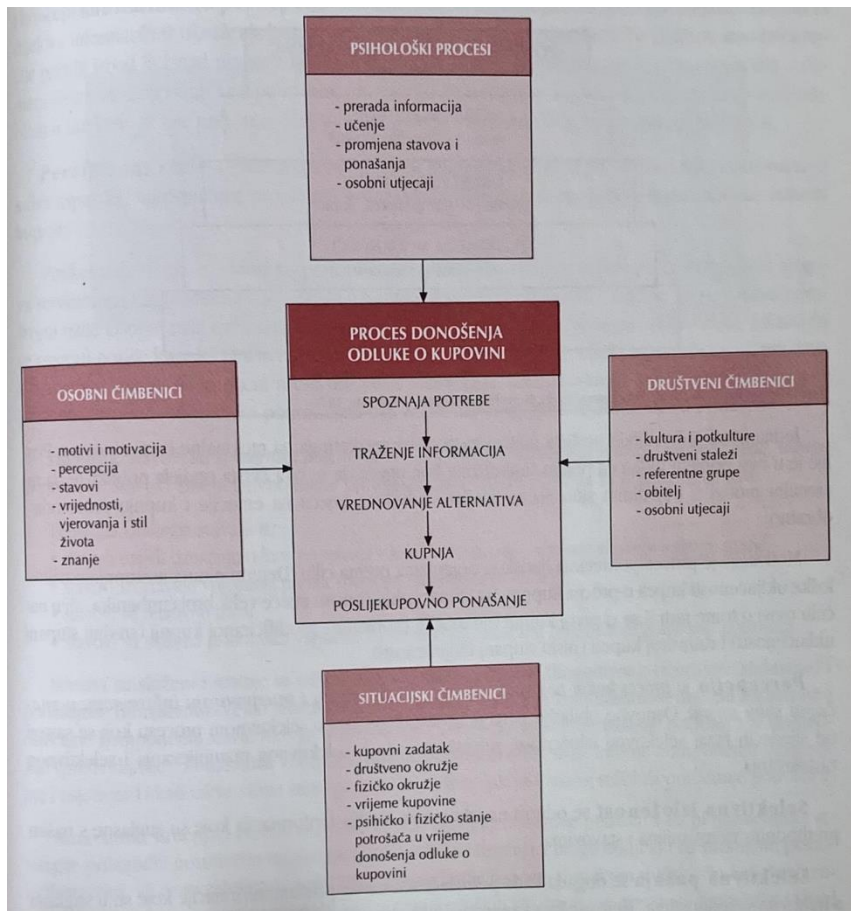 PSIHOLOŠKI PROCESI
- prerada informacija
- učenje
- promjena stavova i
ponašanja
- osobni utjecaji
PROCES DONOŠENJA
ODLUKE O KUPOVINI
SPOZNAJA POTREBE
TRAŽENJE INFORMACIJA
VREDNOVANJE ALTERNATIVA
KUPNJA
POSLIJEKUPOVNO PONAŠANJE
OSOBNI ČIMBENICI
- motivi i motivacija
- percepcija
- stavovi
- vrijednosti,
vjerovanja i stil
života
- znanje
DRUŠTVENI ČIMBENICI
- kultura i potkulture
- društveni staleži
- referentne grupe
- obitelj
- osobni utjecaji
SITUACIJSKI ČIMBENICI
- kupovni zadatak
- društveno okružje
- fizičko okružje
- vrijeme kupovine
- psihičko i fizičko stanje
potrošača u vrijeme
donošenja odluke o
kupovini